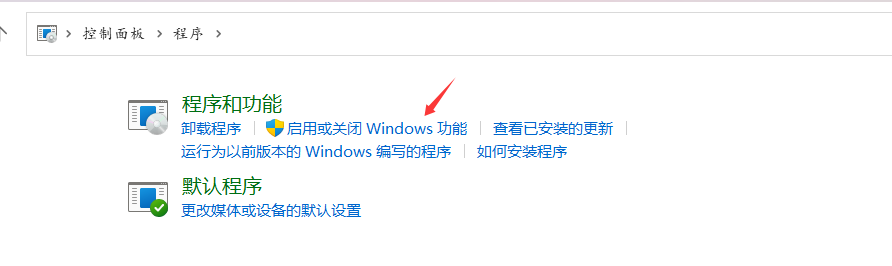 控制面板 > 程序 >
程序和功能
卸载程序 启用或关闭 Windows 功能 查看已安装的更新
运行为以前版本的 Windows 编写的程序 如何安装程序
默认程序
更改媒体或设备的默认设置